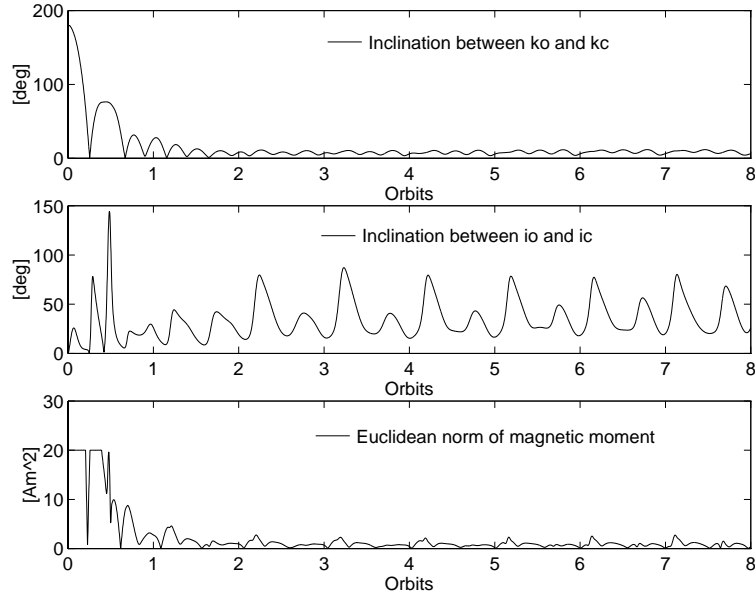 200
100
0
[deg]
Inclination between ko and kc
0 1 2 3 4 5 6 7 8
Orbits
150
100
50
0
[deg]
Inclination between io and ic
0 1 2 3 4 5 6 7 8
Orbits
30
20
10
0
[Am^2]
Euclidean norm of magnetic moment
0 1 2 3 4 5 6 7 8
Orbits